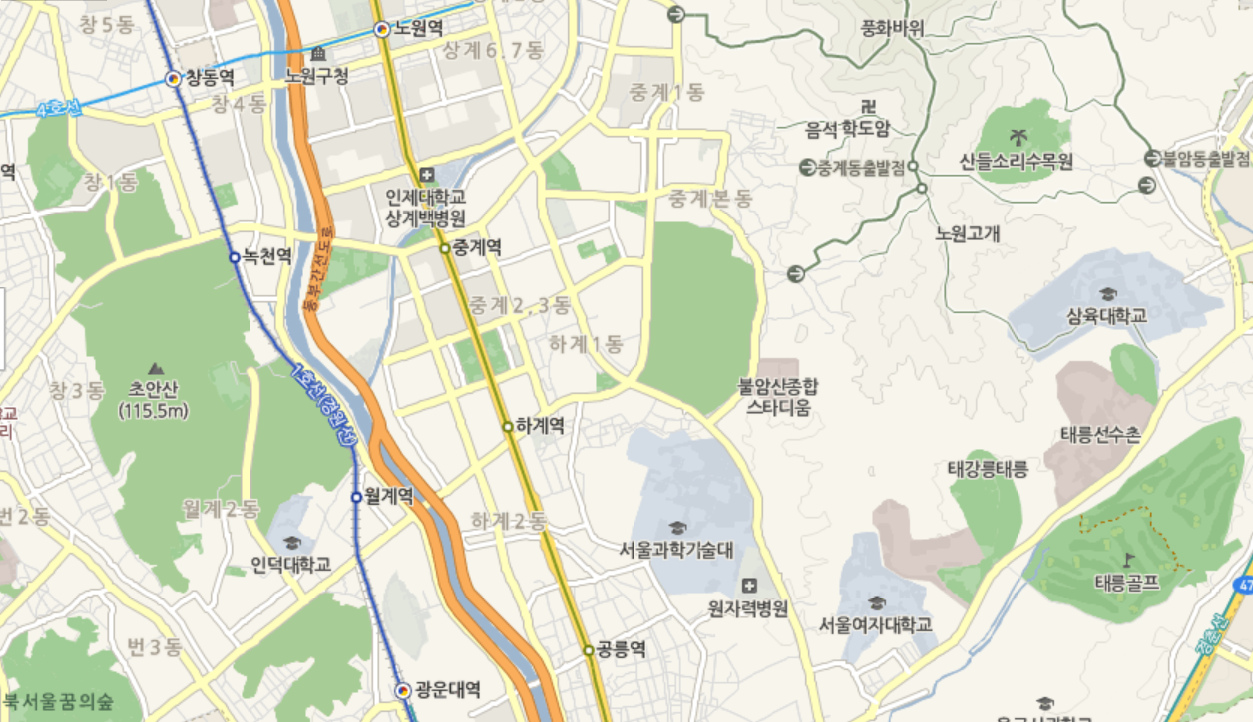 창5동
노원역
풍화바위
상계6.7동
창동역
노원구청
중계1동
4호선
창4동
음석
학도암
산들소리수목원
중계동출발점
불암동출발점
역
창1동
인제대학교
상계백병원
중계본동
노원고개
녹천역
중계역
동부간선도로
중계2,3동
삼육대학교
하계1동
초안산
(115.5m)
창3동
1호선(경원선)
불암산종합
스타디움
교
리
하계역
태릉선수촌
태강릉태릉
월계역
월계2동
번2동
하계2동
서울과학기술대
인덕대학교
태릉골프
47
원자력병원
서울여자대학교
경춘선
번3동
공릉역
광운대역
북서울꿈의숲